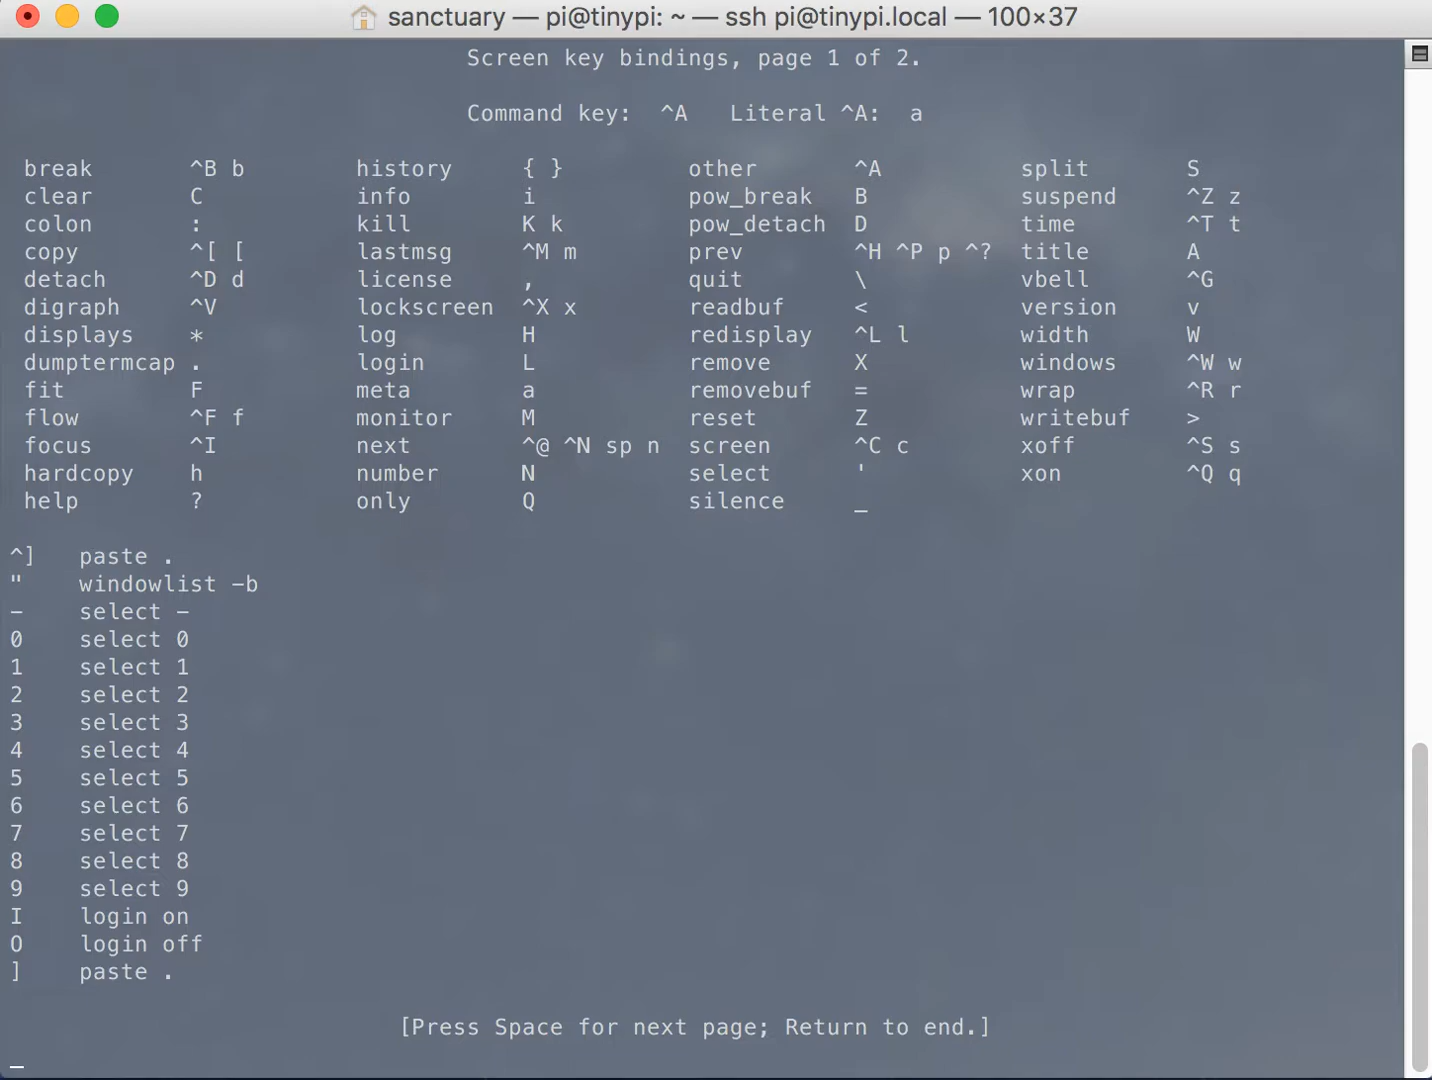 sanctuary — pi@tinypi: ~ — ssh pi@tinypi.local — 100×37
Screen key bindings, page 1 of 2.
Command key:  ^A   Literal ^A:  a
break       ^B b        history     { }         other       ^A          split       S
clear       C           info        i           pow_break   B           suspend     ^Z z
colon       :           kill        K k         pow_detach  D           time        ^T t
copy        ^[ [        lastmsg     ^M m        prev        ^H ^P p ^?  title       A
detach      ^D d        license     ,           quit        \           vbell       ^G
digraph     ^V          lockscreen  ^X x        readbuf     <           version     v
displays    *           log         H           redisplay   ^L l        width       W
dumptermcap .           login       L           remove      X           windows     ^W w
fit         F           meta        a           removebuf   =           wrap        ^R r
flow        ^F f        monitor     M           reset       Z           writebuf    >
focus       ^I          next        ^@ ^N sp n  screen      ^C c        xoff        ^S s
hardcopy    h           number      N           select      '           xon         ^Q q
help        ?           only        Q           silence     _
^]   paste .
"    windowlist -b
-    select -
0    select 0
1    select 1
2    select 2
3    select 3
4    select 4
5    select 5
6    select 6
7    select 7
8    select 8
9    select 9
I    login on
O    login off
]    paste .
[Press Space for next page; Return to end.]